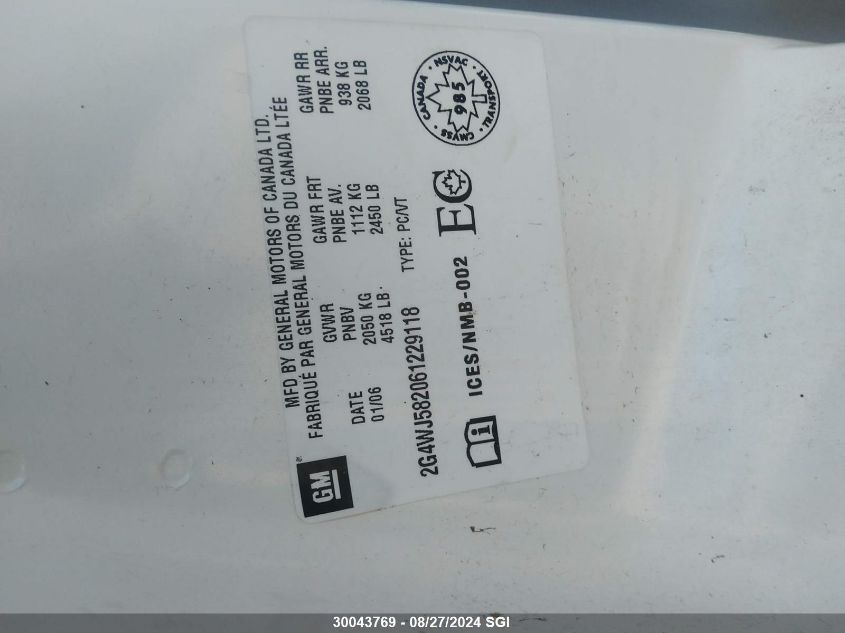 MFD BY GENERAL MOTORS OF CANADA LTD.
FABRIQUÉ PAR GENERAL MOTORS DU CANADA LTÉE
DATE
01/06
GVWR
PNBV
2050 KG
4518 LB
GAWR FRT
PNBE AV.
1112 KG
2450 LB
GAWR RR
PNBE ARR.
938 KG
2068 LB
GM
®
2G4WJ582061229118
TYPE: PC/VT
i
ICES/NMB-002
EC
CANADA · NSVAC · TRANSPORT · CMVSS ·
985
30043769 - 08/27/2024 SGI